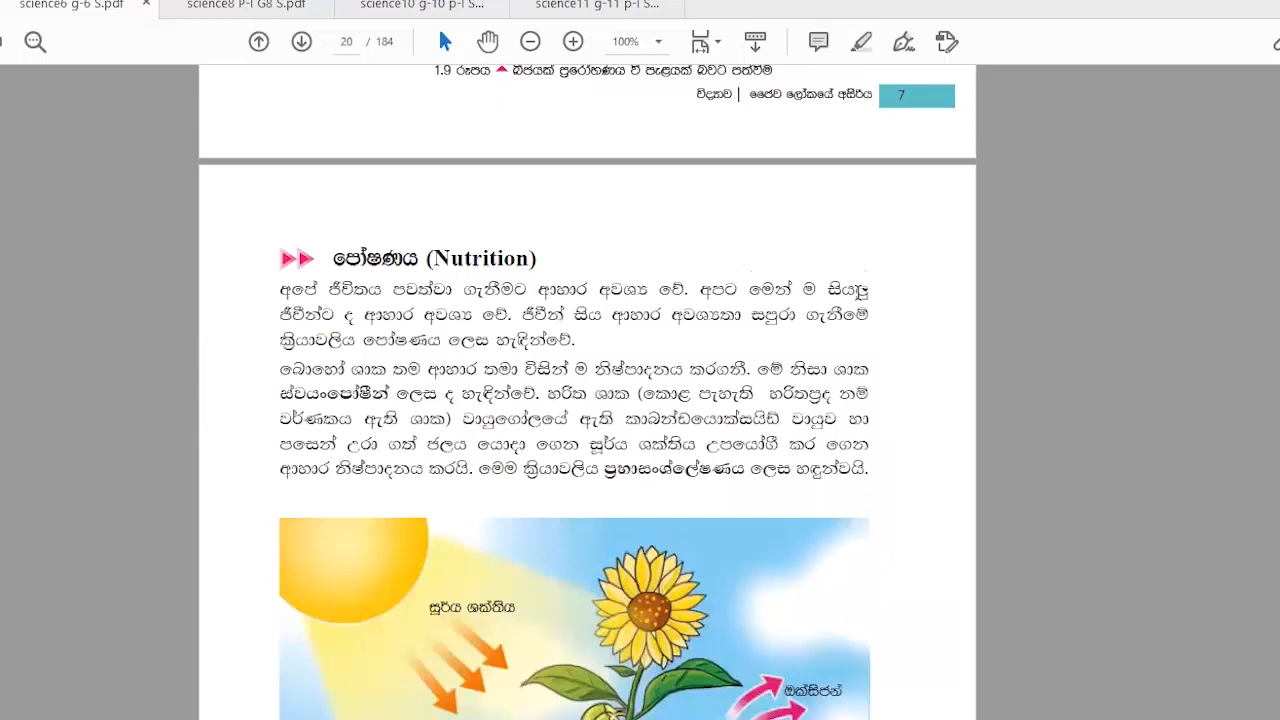 science6 g-6 S.pdf
science8 P-I G8 S.pdf
science10 g-10 p-I S...
science11 g-11 p-I S...
20 / 184
100%
1.9 රූපය බීජයක් ප්‍රරෝහණය වී පැළයක් බවට පත්වීම
විද්‍යාව | ජෛව ලෝකයේ අසිරිය 7
පෝෂණය (Nutrition)
අපේ ජීවිතය පවත්වා ගැනීමට ආහාර අවශ්‍ය වේ. අපට මෙන් ම සියලු
ජීවීන්ට ද ආහාර අවශ්‍ය වේ. ජීවීන් සිය ආහාර අවශ්‍යතා සපුරා ගැනීමේ
ක්‍රියාවලිය පෝෂණය ලෙස හැඳින්වේ.
බොහෝ ශාක තම ආහාර තමා විසින් ම නිෂ්පාදනය කරගනී. මේ නිසා ශාක
ස්වයංපෝෂීන් ලෙස ද හැඳින්වේ. හරිත ශාක (කොළ පැහැති හරිතප්‍රද නම්
වර්ණකය ඇති ශාක) වායුගෝලයේ ඇති කාබන්ඩයොක්සයිඩ් වායුව හා
පසෙන් උරා ගත් ජලය යොදා ගෙන සූර්ය ශක්තිය උපයෝගී කර ගෙන
ආහාර නිෂ්පාදනය කරයි. මෙම ක්‍රියාවලිය ප්‍රභාසංශ්ලේෂණය ලෙස හඳුන්වයි.
සූර්ය ශක්තිය
ඔක්සිජන්